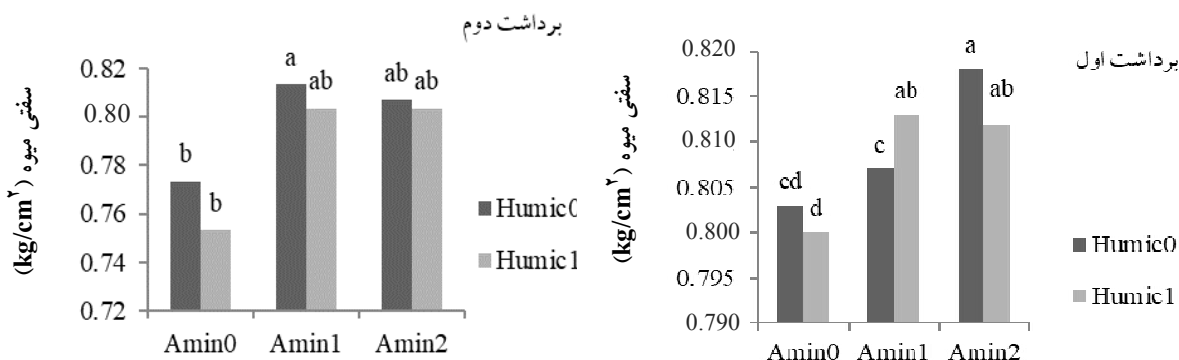 برداشت دوم
سفتی میوه (kg/cm²)
0.82
0.80
0.78
0.76
0.74
0.72
b
b
a
ab
ab
ab
Amin0 Amin1 Amin2
Humic0
Humic1
برداشت اول
سفتی میوه (kg/cm²)
0.820
0.815
0.810
0.805
0.800
0.795
0.790
cd
d
c
ab
a
ab
Amin0 Amin1 Amin2
Humic0
Humic1